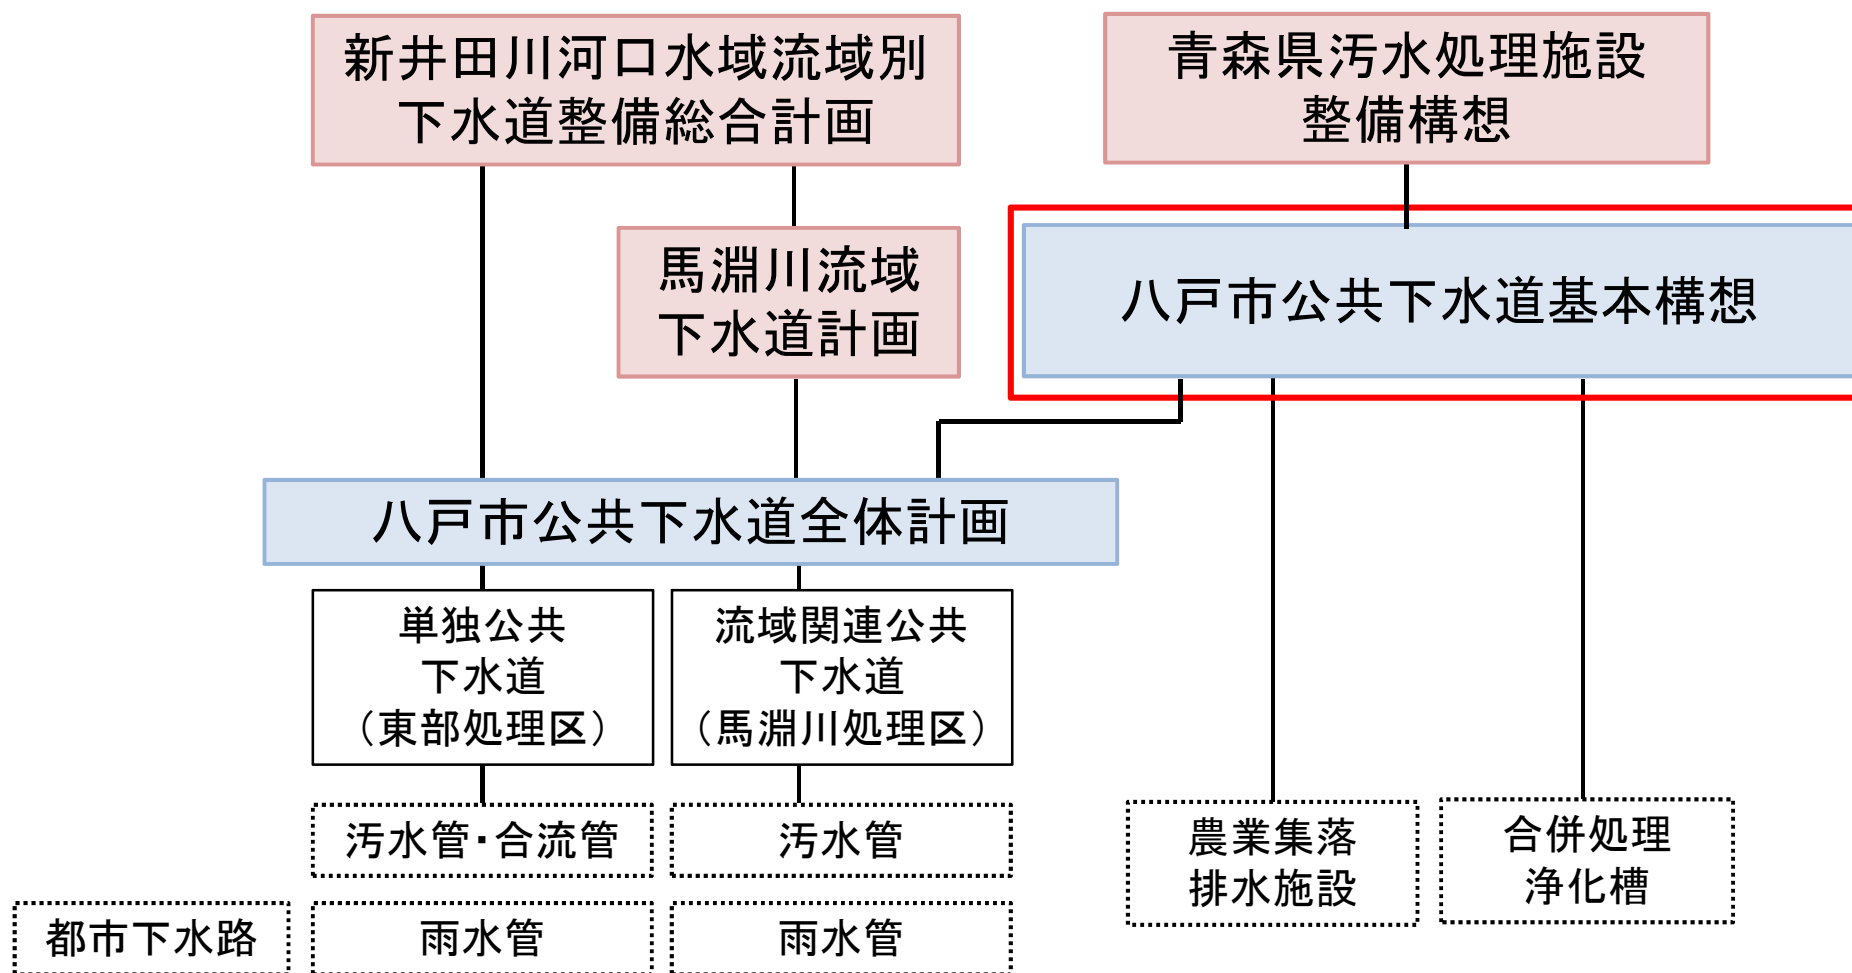 新井田川河口水域流域別
下水道整備総合計画
青森県汚水処理施設
整備構想
馬淵川流域
下水道計画
八戸市公共下水道基本構想
八戸市公共下水道全体計画
単独公共
下水道
（東部処理区）
流域関連公共
下水道
（馬淵川処理区）
汚水管・合流管
汚水管
農業集落
排水施設
合併処理
浄化槽
都市下水路
雨水管
雨水管